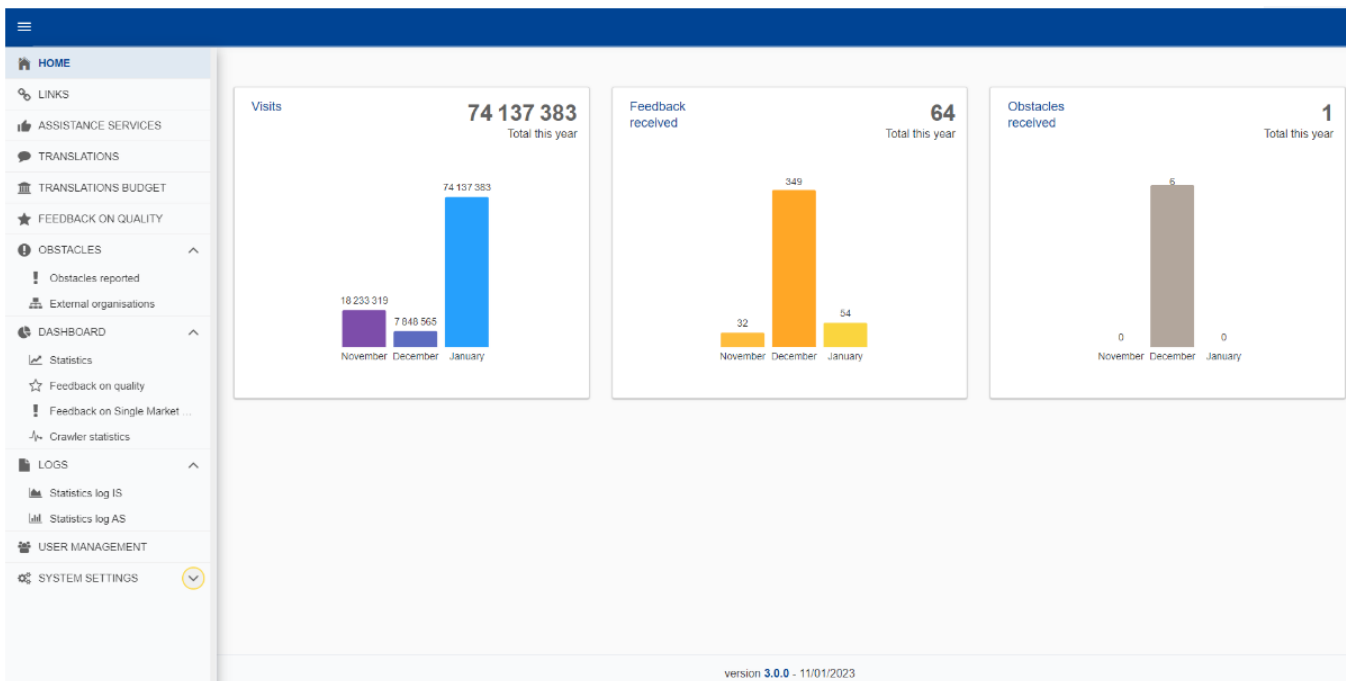 HOME
LINKS
ASSISTANCE SERVICES
TRANSLATIONS
TRANSLATIONS BUDGET
FEEDBACK ON QUALITY
OBSTACLES
Obstacles reported
External organisations
DASHBOARD
Statistics
Feedback on quality
Feedback on Single Market ...
Crawler statistics
LOGS
Statistics log IS
Statistics log AS
USER MANAGEMENT
SYSTEM SETTINGS
Visits
74 137 383
Total this year
74 137 383
18 233 319
7 848 565
November December January
Feedback
received
64
Total this year
349
32
54
November December January
Obstacles
received
1
Total this year
6
0
0
November December January
version 3.0.0 - 11/01/2023